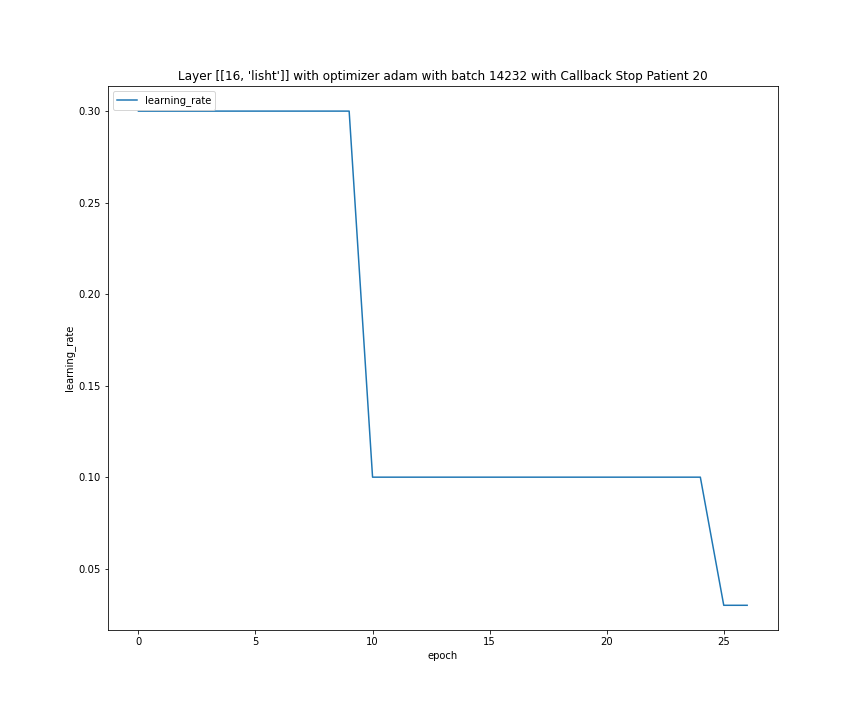 Layer [[16, 'lisht']] with optimizer adam with batch 14232 with Callback Stop Patient 20
learning_rate
0.30
0.25
0.20
0.15
0.10
0.05
learning_rate
0 5 10 15 20 25
epoch